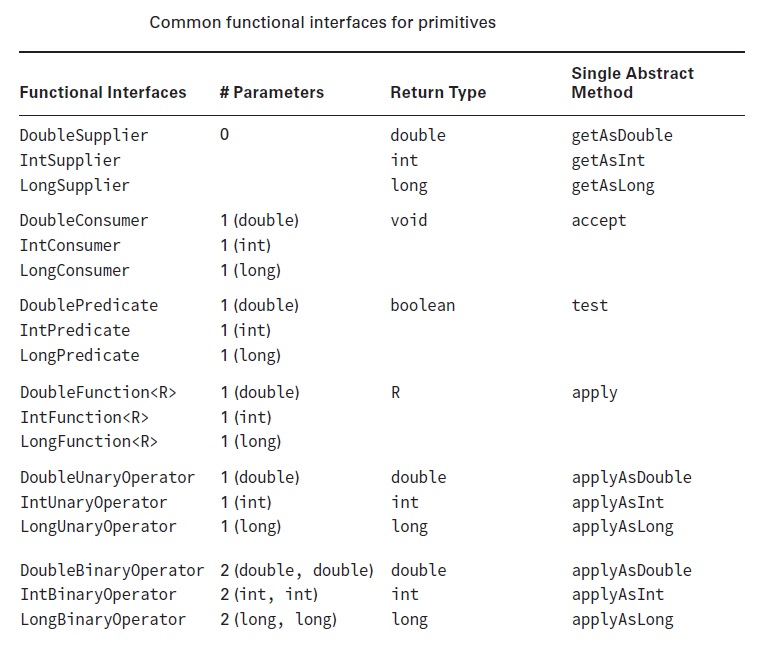 Common functional interfaces for primitives
Single Abstract
Functional Interfaces # Parameters Return Type Method
DoubleSupplier 0 double getAsDouble
IntSupplier int getAsInt
LongSupplier long getAsLong
DoubleConsumer 1 (double) void accept
IntConsumer 1 (int)
LongConsumer 1 (long)
DoublePredicate 1 (double) boolean test
IntPredicate 1 (int)
LongPredicate 1 (long)
DoubleFunction<R> 1 (double) R apply
IntFunction<R> 1 (int)
LongFunction<R> 1 (long)
DoubleUnaryOperator 1 (double) double applyAsDouble
IntUnaryOperator 1 (int) int applyAsInt
LongUnaryOperator 1 (long) long applyAsLong
DoubleBinaryOperator 2 (double, double) double applyAsDouble
IntBinaryOperator 2 (int, int) int applyAsInt
LongBinaryOperator 2 (long, long) long applyAsLong